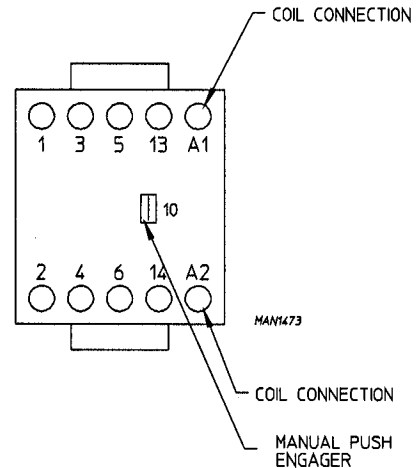 COIL CONNECTION
1 3 5 13 A1
10
2 4 6 14 A2
MAN1473
COIL CONNECTION
MANUAL PUSH
ENGAGER